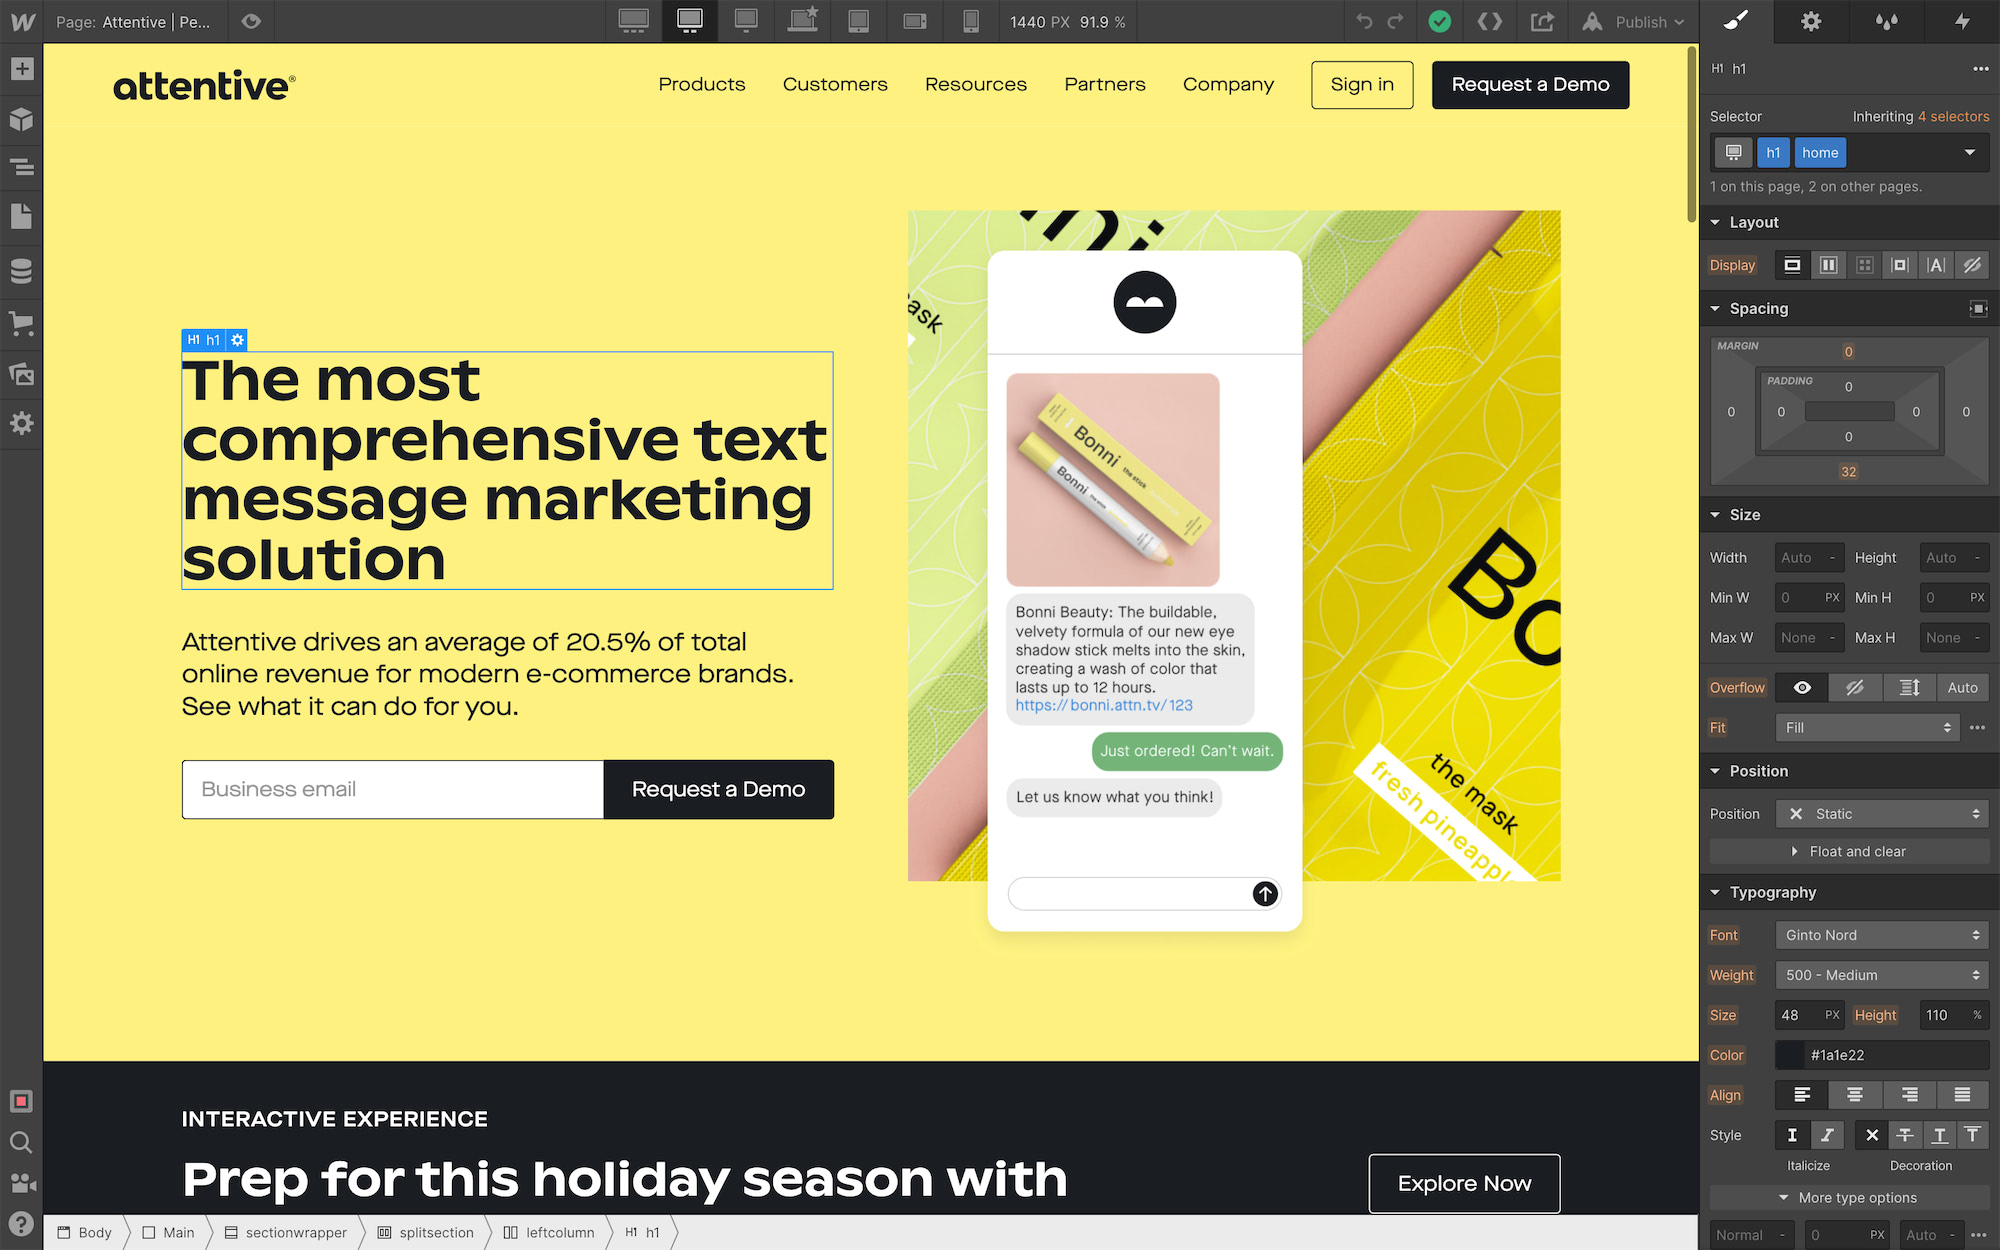 Page: Attentive | Pe...
1440 PX 91.9 %
Publish
attentive®
Products
Customers
Resources
Partners
Company
Sign in
Request a Demo
H1 h1
The most
comprehensive text
message marketing
solution
Attentive drives an average of 20.5% of total
online revenue for modern e-commerce brands.
See what it can do for you.
Business email
Request a Demo
ni
ask
Bonni
the stick
Bonni
Bonni Beauty: The buildable,
velvety formula of our new eye
shadow stick melts into the skin,
creating a wash of color that
lasts up to 12 hours.
https://bonni.attn.tv/123
Just ordered! Can't wait.
Let us know what you think!
Bo
the mask
fresh pineappl
INTERACTIVE EXPERIENCE
Prep for this holiday season with
Explore Now
Body
Main
sectionwrapper
splitsection
leftcolumn
H1 h1
H1 h1
Selector
Inheriting 4 selectors
h1
home
1 on this page, 2 on other pages.
Layout
Display
Spacing
MARGIN
0
PADDING
0
0
0
0
0
0
32
Size
Width Auto -
Height Auto -
Min W 0 PX
Min H 0 PX
Max W None -
Max H None -
Overflow
Auto
Fit
Fill
Position
Position
Static
Float and clear
Typography
Font
Ginto Nord
Weight
500 - Medium
Size 48 PX
Height 110 %
Color
#1a1e22
Align
Style
Italicize
Decoration
More type options
Normal -
0 PX
Auto -